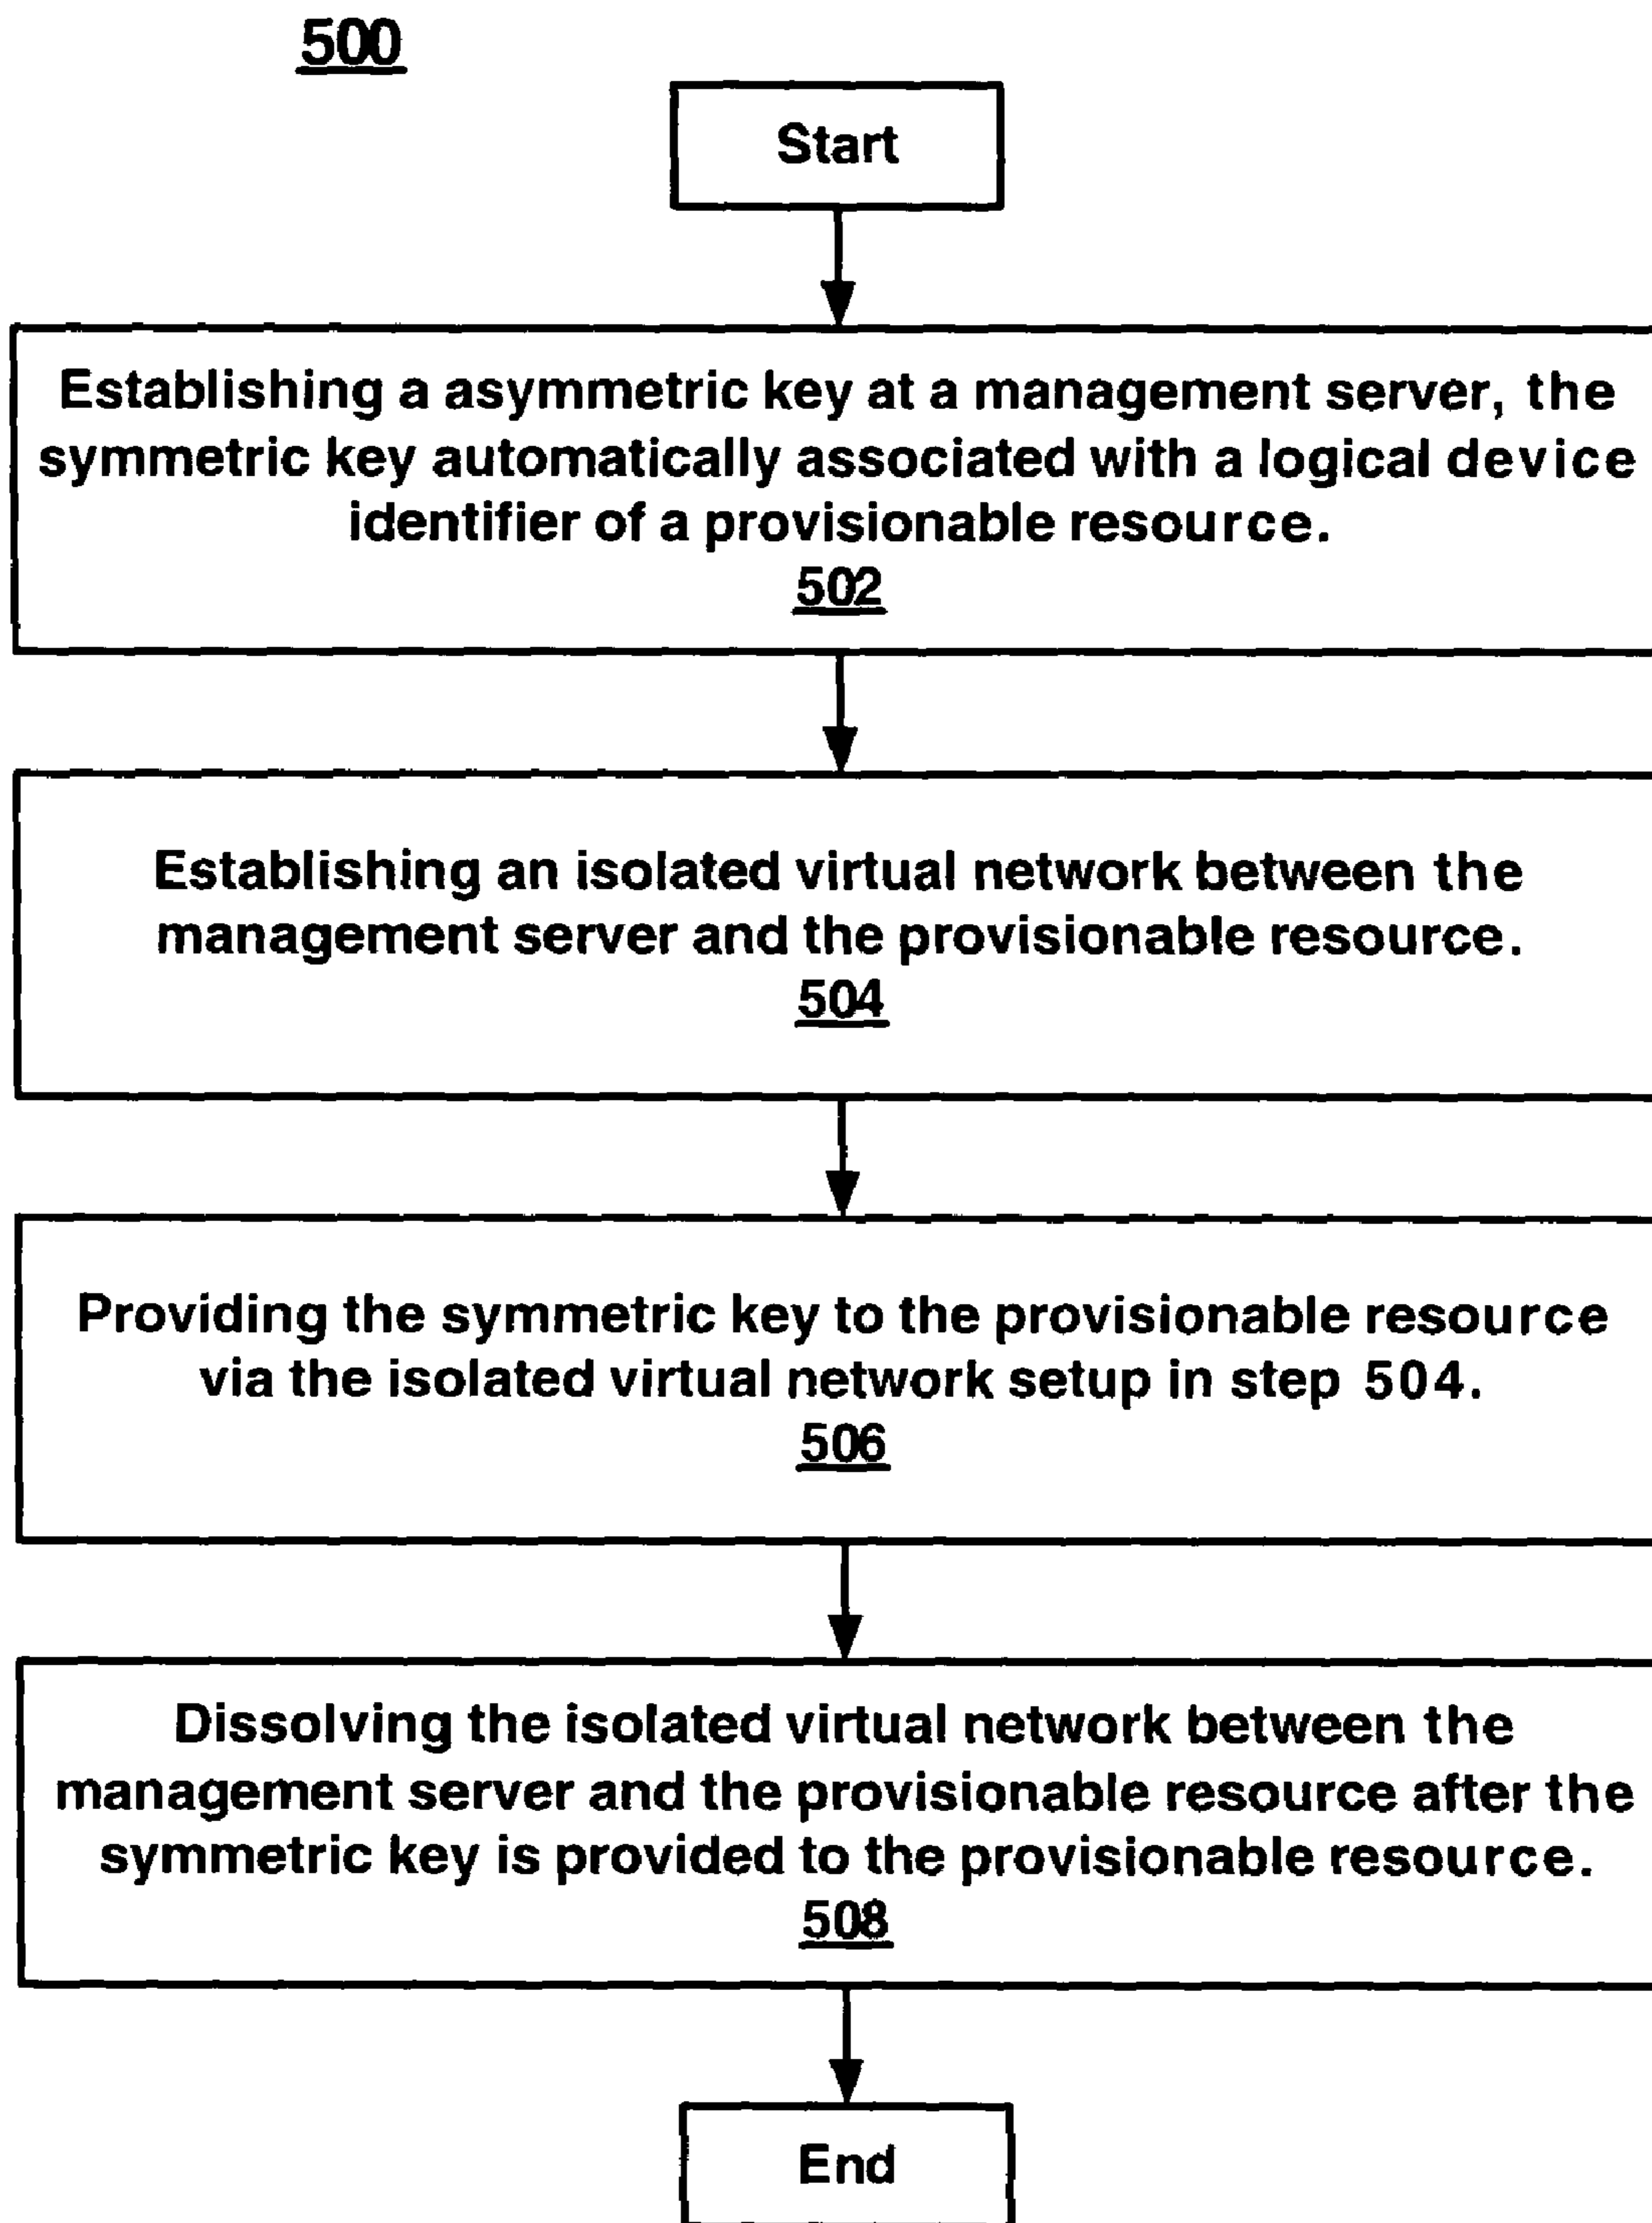 500
Start
Establishing a asymmetric key at a management server, the
symmetric key automatically associated with a logical device
identifier of a provisionable resource.
502
Establishing an isolated virtual network between the
management server and the provisionable resource.
504
Providing the symmetric key to the provisionable resource
via the isolated virtual network setup in step 504.
506
Dissolving the isolated virtual network between the
management server and the provisionable resource after the
symmetric key is provided to the provisionable resource.
508
End